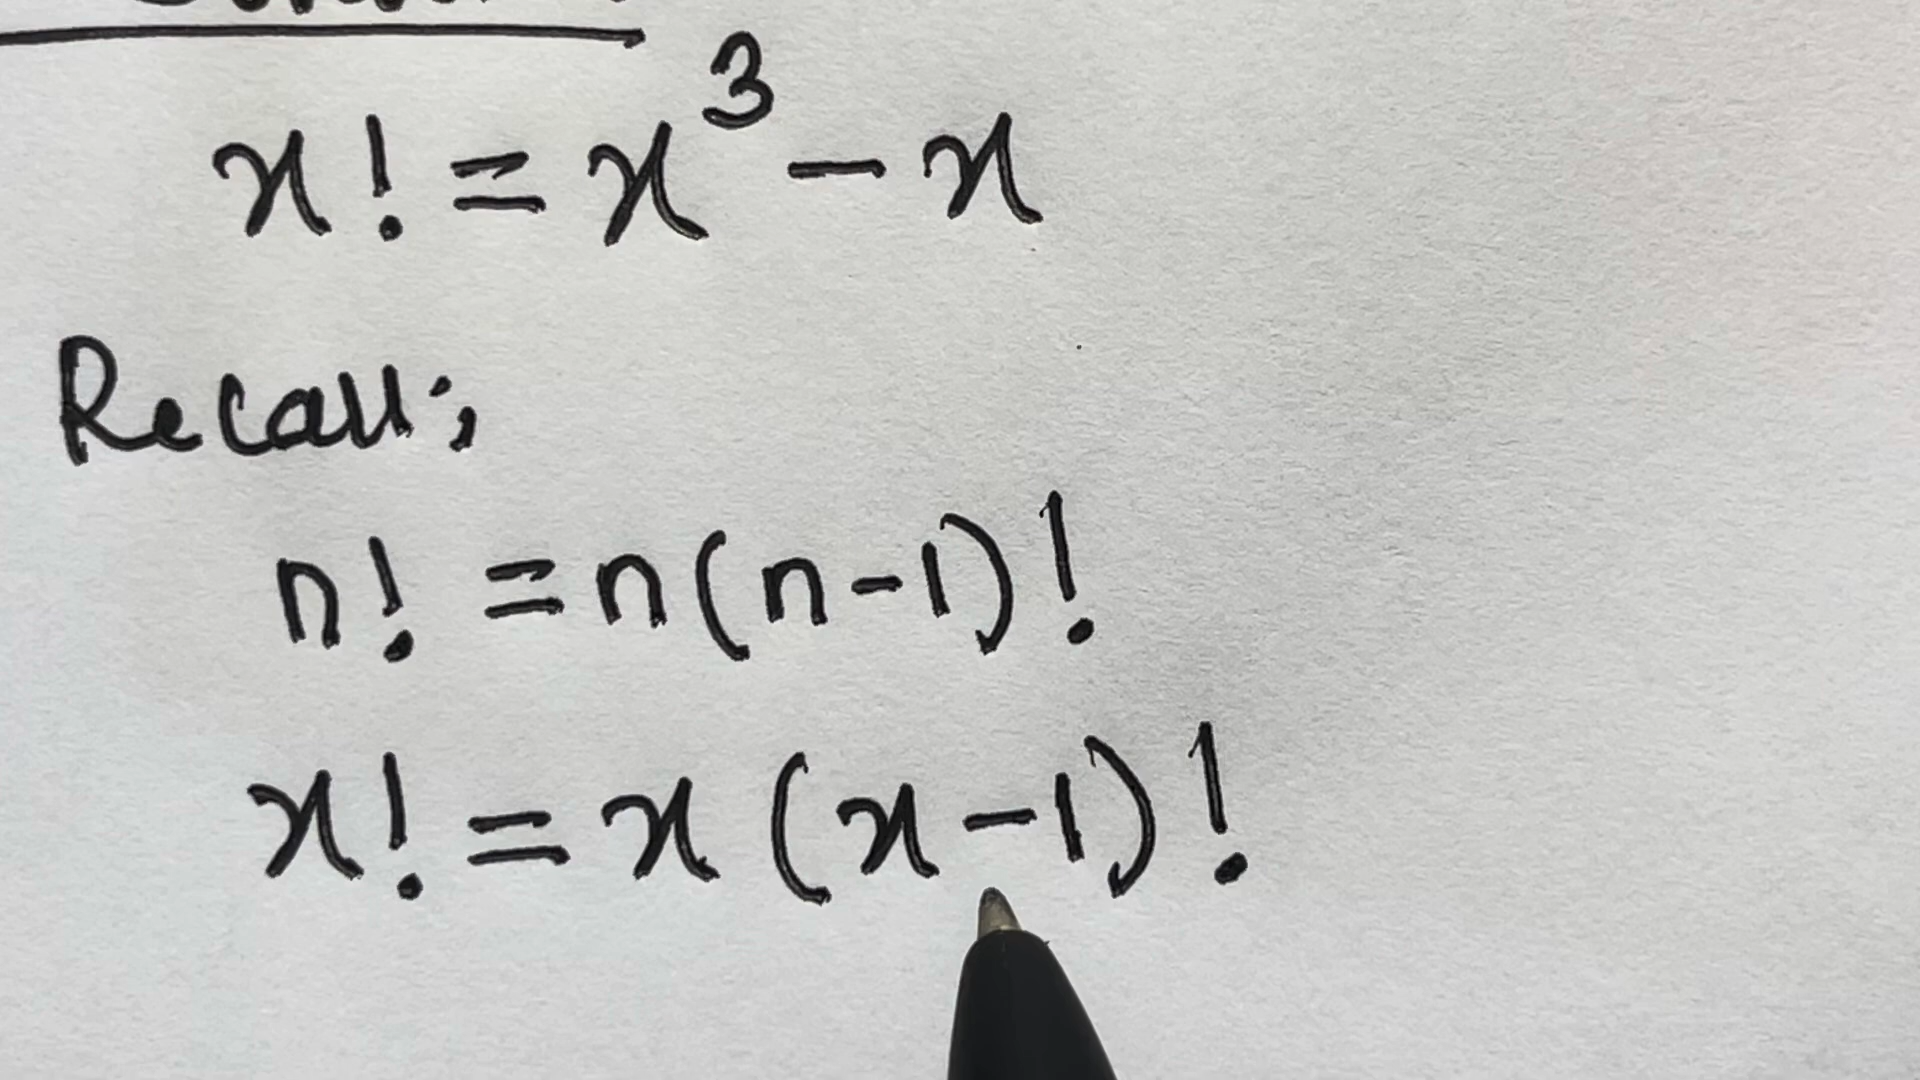 x! = x³ - x
Recall;
n! = n(n-1)!
x! = x(x-1)!